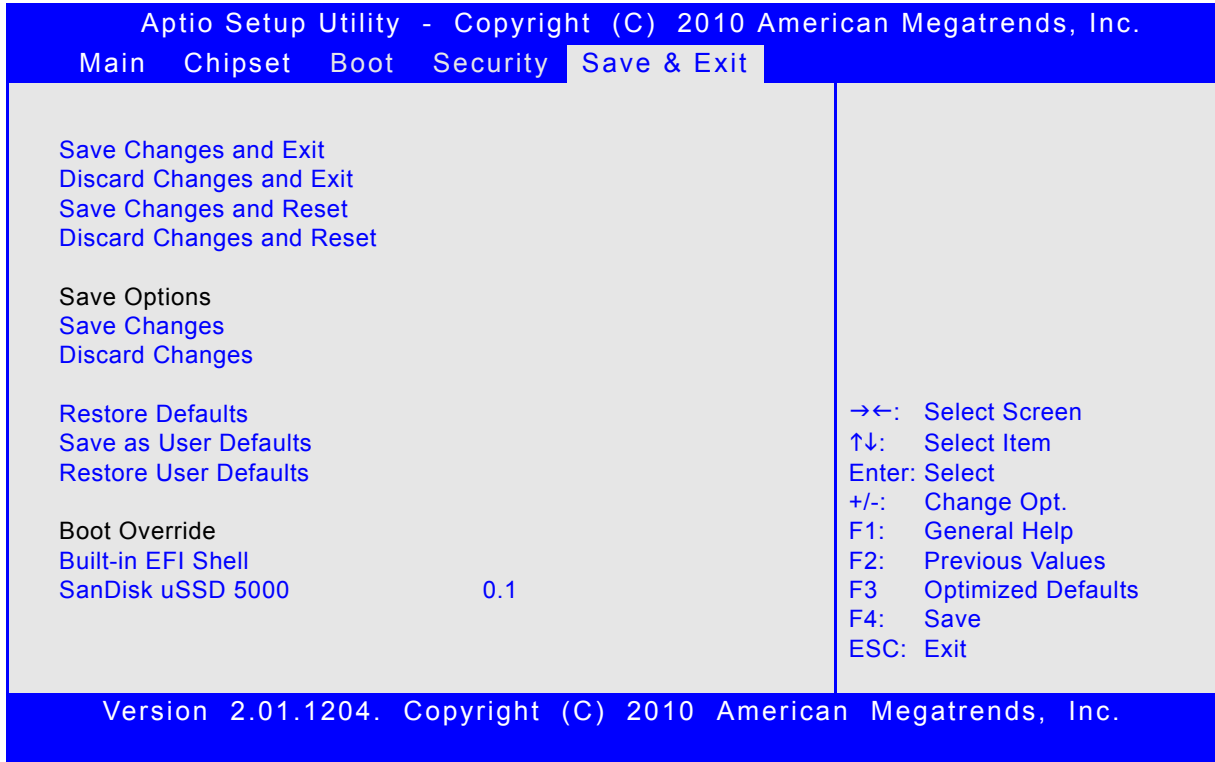 Aptio Setup Utility - Copyright (C) 2010 American Megatrends, Inc.
Main Chipset Boot Security Save & Exit
Save Changes and Exit
Discard Changes and Exit
Save Changes and Reset
Discard Changes and Reset
Save Options
Save Changes
Discard Changes
Restore Defaults
Save as User Defaults
Restore User Defaults
Boot Override
Built-in EFI Shell
SanDisk uSSD 5000 0.1
→←: Select Screen
↑↓: Select Item
Enter: Select
+/-: Change Opt.
F1: General Help
F2: Previous Values
F3 Optimized Defaults
F4: Save
ESC: Exit
Version 2.01.1204. Copyright (C) 2010 American Megatrends, Inc.